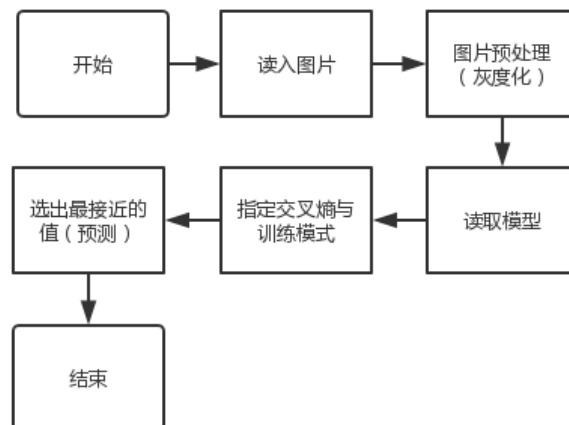 开始
读入图片
图片预处理
（灰度化）
读取模型
指定交叉熵与
训练模式
选出最接近的
值（预测）
结束